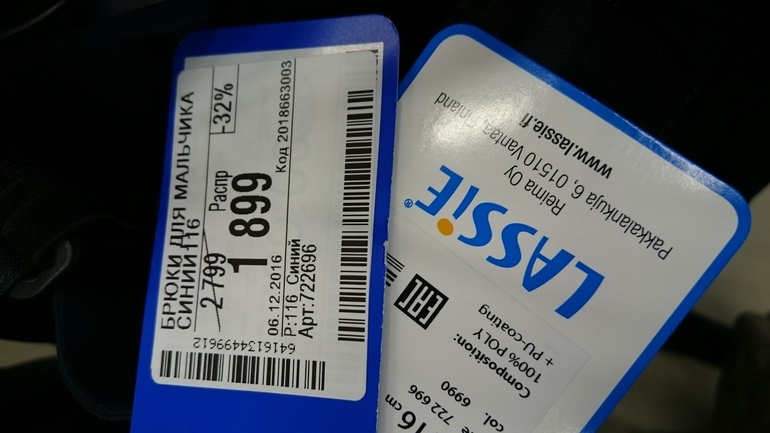 БРЮКИ ДЛЯ МАЛЬЧИКА
СИНИЙ116
2 799 Распр -32%
1 899
06.12.2016 Код 2018663003
Р:116 Синий
Арт:722696
6416134499612
LASSIE®
Reima Oy
Pakkalankuja 6, 01510 Vantaa, Finland
www.lassie.fi
EAC
Composition:
100% POLY
+ PU-coating
722 696
col. 6990
16 cm